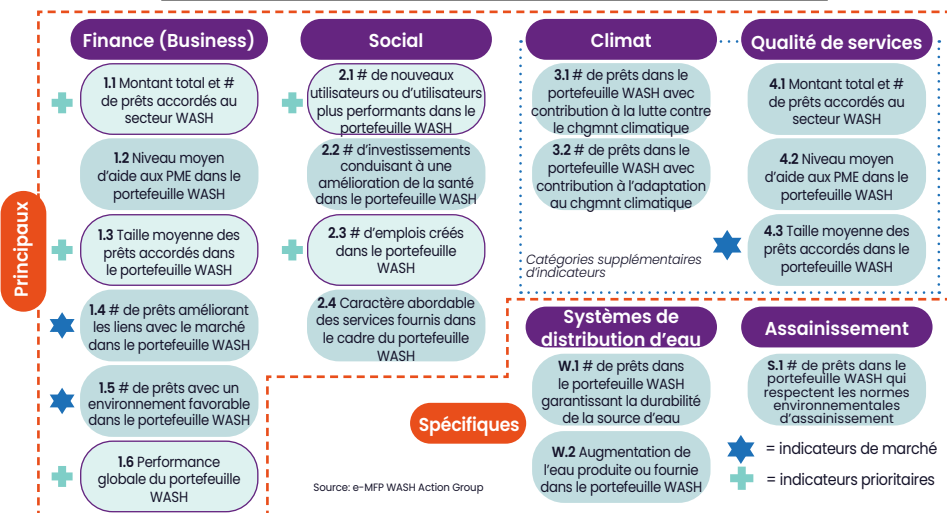 Principaux
Finance (Business)
1.1 Montant total et #
de prêts accordés au
secteur WASH
1.2 Niveau moyen
d'aide aux PME dans le
portefeuille WASH
1.3 Taille moyenne des
prêts accordés dans
le portefeuille WASH
1.4 # de prêts améliorant
les liens avec le marché
dans le portefeuille WASH
1.5 # de prêts avec un
environnement favorable
dans le portefeuille WASH
1.6 Performance
globale du portefeuille
WASH
Social
2.1 # de nouveaux
utilisateurs ou d'utilisateurs
plus performants dans le
portefeuille WASH
2.2 # d'investissements
conduisant à une
amélioration de la santé
dans le portefeuille WASH
2.3 # d'emplois créés
dans le portefeuille
WASH
2.4 Caractère abordable
des services fournis dans
le cadre du portefeuille
WASH
Climat
3.1 # de prêts dans le
portefeuille WASH avec
contribution à la lutte contre
le chgmnt climatique
3.2 # de prêts dans le
portefeuille WASH avec
contribution à l'adaptation
au chgmnt climatique
Catégories supplémentaires
d'indicateurs
Qualité de services
4.1 Montant total et #
de prêts accordés au
secteur WASH
4.2 Niveau moyen
d'aide aux PME dans le
portefeuille WASH
4.3 Taille moyenne des
prêts accordés dans le
portefeuille WASH
Spécifiques
Systèmes de
distribution d'eau
W.1 # de prêts dans
le portefeuille WASH
garantissant la durabilité
de la source d'eau
W.2 Augmentation de
l'eau produite ou fournie
dans le portefeuille WASH
Assainissement
S.1 # de prêts dans le
portefeuille WASH qui
respectent les normes
environnementales
d'assainissement
= indicateurs de marché
= indicateurs prioritaires
Source: e-MFP WASH Action Group